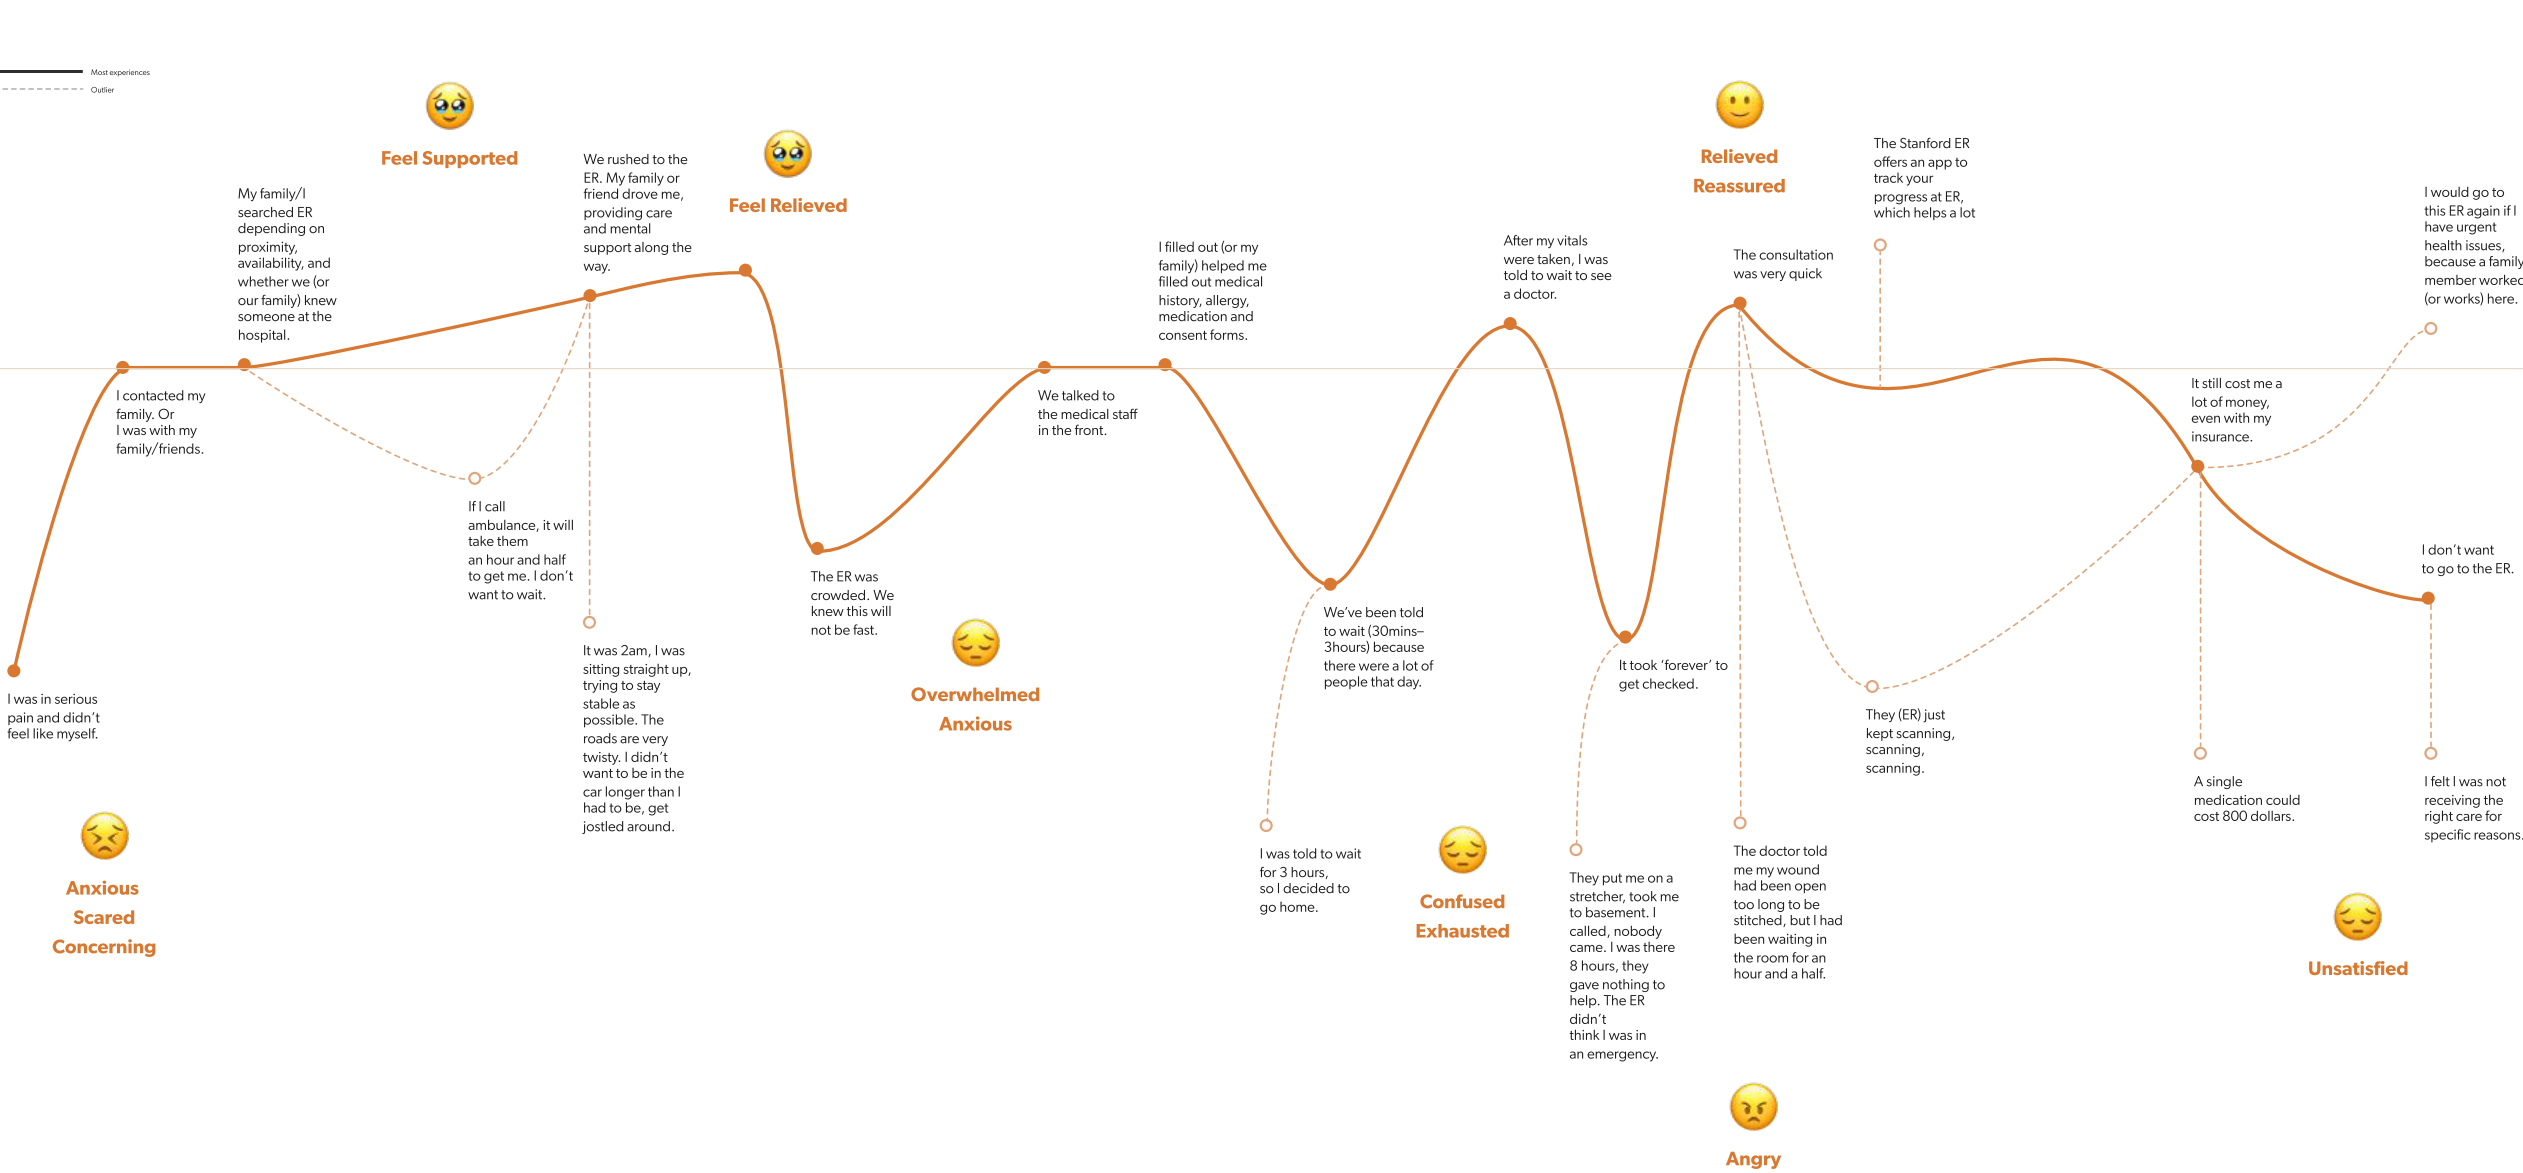 Most experiences
Outlier
Feel Supported
My family/I
searched ER
depending on
proximity,
availability, and
whether we (or
our family) knew
someone at the
hospital.
We rushed to the
ER. My family or
friend drove me,
providing care
and mental
support along the
way.
Feel Relieved
I filled out (or my
family) helped me
filled out medical
history, allergy,
medication and
consent forms.
After my vitals
were taken, I was
told to wait to see
a doctor.
Relieved
Reassured
The consultation
was very quick
The Stanford ER
offers an app to
track your
progress at ER,
which helps a lot
I would go to
this ER again if I
have urgent
health issues,
because a family
member worked
(or works) here.
I contacted my
family. Or
I was with my
family/friends.
If I call
ambulance, it will
take them
an hour and half
to get me. I don't
want to wait.
It was 2am, I was
sitting straight up,
trying to stay
stable as
possible. The
roads are very
twisty. I didn't
want to be in the
car longer than I
had to be, get
jostled around.
The ER was
crowded. We
knew this will
not be fast.
Overwhelmed
Anxious
We talked to
the medical staff
in the front.
We've been told
to wait (30mins–
3hours) because
there were a lot of
people that day.
It took 'forever' to
get checked.
They (ER) just
kept scanning,
scanning,
scanning.
It still cost me a
lot of money,
even with my
insurance.
I don't want
to go to the ER.
I was in serious
pain and didn't
feel like myself.
Anxious
Scared
Concerning
I was told to wait
for 3 hours,
so I decided to
go home.
Confused
Exhausted
They put me on a
stretcher, took me
to basement. I
called, nobody
came. I was there
8 hours, they
gave nothing to
help. The ER
didn't
think I was in
an emergency.
The doctor told
me my wound
had been open
too long to be
stitched, but I had
been waiting in
the room for an
hour and a half.
Angry
A single
medication could
cost 800 dollars.
I felt I was not
receiving the
right care for
specific reasons.
Unsatisfied